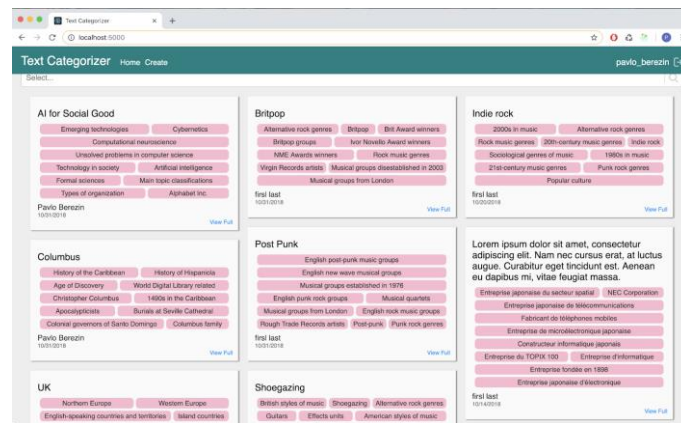 Text Categorizer
localhost:5000
Text Categorizer Home Create pavlo_berezin
Select...
AI for Social Good
Emerging technologies Cybernetics
Computational neuroscience
Unsolved problems in computer science
Technology in society Artificial intelligence
Formal sciences Main topic classifications
Types of organization Alphabet Inc.
Pavlo Berezin
10/31/2018
View Full
Britpop
Alternative rock genres Britpop Brit Award winners
Britpop groups Ivor Novello Award winners
NME Awards winners Rock music genres
Virgin Records artists Musical groups disestablished in 2003
Musical groups from London
first last
10/21/2018
View Full
Indie rock
2000s in music Alternative rock genres
Rock music genres 20th-century music genres Indie rock
Sociological genres of music 1980s in music
21st-century music genres Punk rock genres
Popular culture
first last
10/20/2018
View Full
Columbus
History of the Caribbean History of Hispaniola
Age of Discovery World Digital Library related
Christopher Columbus 1490s in the Caribbean
Apocalypticists Burials at Seville Cathedral
Colonial governors of Santo Domingo Columbus family
Pavlo Berezin
10/31/2018
View Full
Post Punk
English post-punk music groups
English new wave musical groups
Musical groups established in 1976
English punk rock groups Musical quartets
Musical groups from London English rock music groups
Rough Trade Records artists Post-punk Punk rock genres
first last
10/21/2018
View Full
Lorem ipsum dolor sit amet, consectetur
adipiscing elit. Nam nec cursus erat, at luctus
augue. Curabitur eget tincidunt est. Aenean
eu dapibus mi, vitae feugiat massa.
Entreprise japonaise du secteur spatial NEC Corporation
Entreprise japonaise de télécommunications
Fabricant de téléphones mobiles
Entreprise de microélectronique japonaise
Constructeur informatique japonais
Entreprise du TOPIX 100 Entreprise d'informatique
Entreprise fondée en 1898
Entreprise japonaise d'électronique
first last
10/14/2018
View Full
UK
Northern Europe Western Europe
English-speaking countries and territories Island countries
Shoegazing
British styles of music Shoegazing Alternative rock genres
Guitars Effects units American styles of music